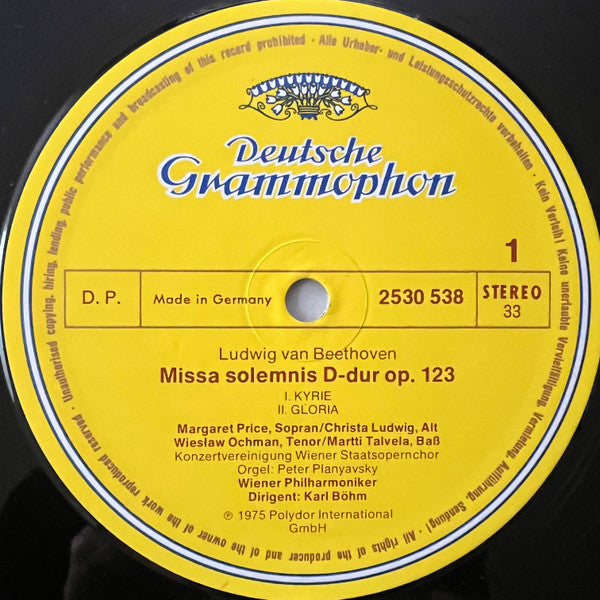 Deutsche
Grammophon
1
D. P.
Made in Germany
2530 538
STEREO
33
Ludwig van Beethoven
Missa solemnis D-dur op. 123
I. KYRIE
II. GLORIA
Margaret Price, Sopran/Christa Ludwig, Alt
Wiesław Ochman, Tenor/Martti Talvela, Baß
Konzertvereinigung Wiener Staatsopernchor
Orgel: Peter Planyavsky
Wiener Philharmoniker
Dirigent: Karl Böhm
℗ 1975 Polydor International
GmbH
Alle Urheber- und Leistungsschutzrechte vorbehalten · Kein Verleih! Keine unerlaubte Vervielfältigung, Vermietung, Aufführung, Sendung! · All rights of the producer and of the owner of the work reproduced reserved · Unauthorised copying, hiring, lending, public performance and broadcasting of this record prohibited ·